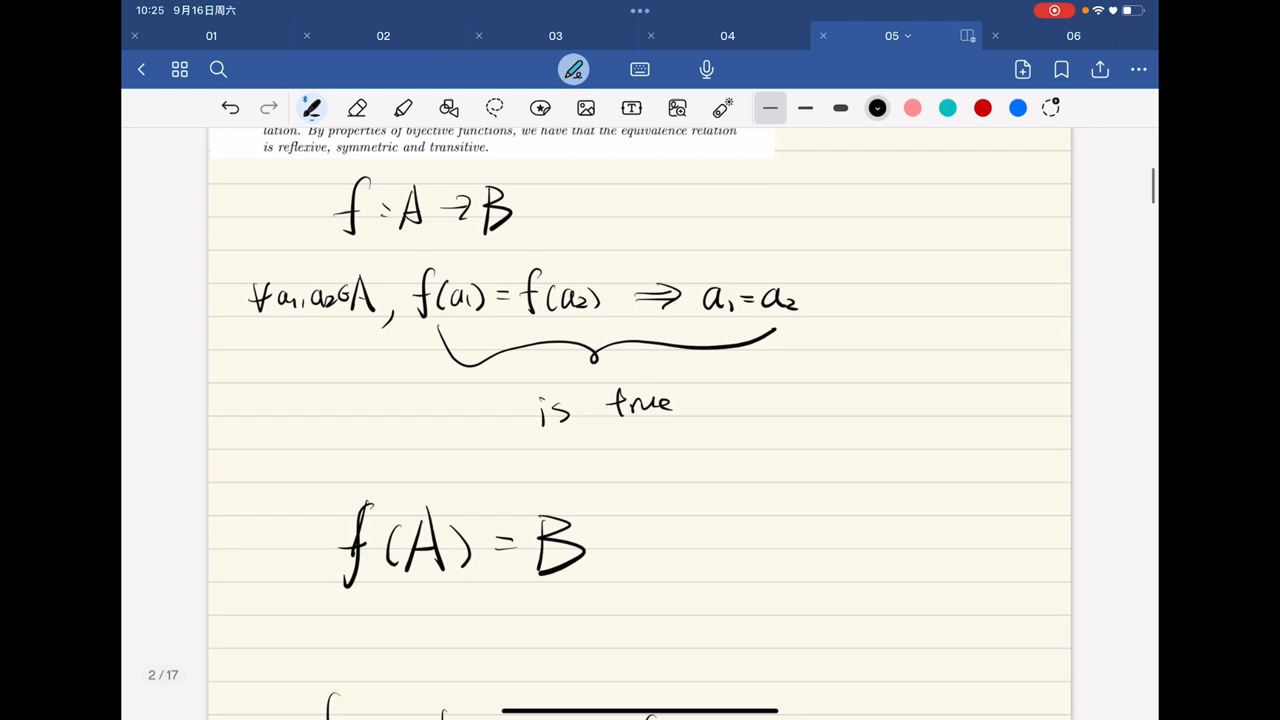 10:25 9月16日周六
01 02 03 04 05 06
lation. By properties of bijective functions, we have that the equivalence relation
is reflexive, symmetric and transitive.
f : A → B
∀ a₁, a₂ ∈ A, f(a₁) = f(a₂) ⇒ a₁ = a₂
is true
f(A) = B
2 / 17